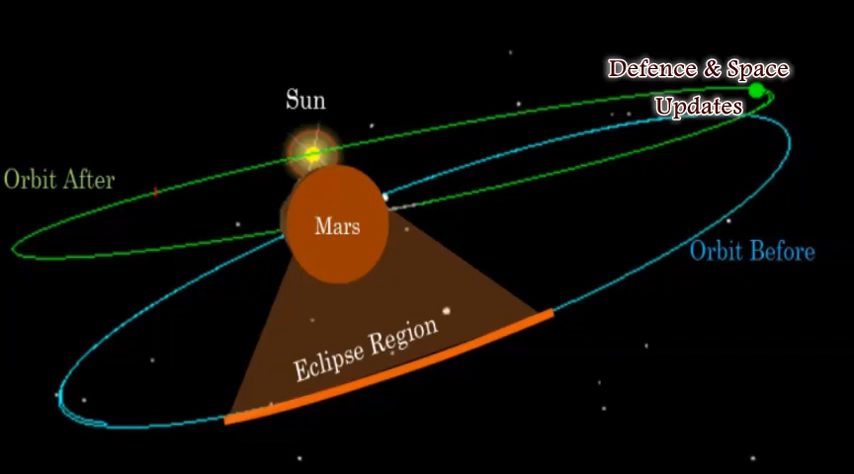 Defence & Space
Updates
Sun
Orbit After
Mars
Orbit Before
Eclipse Region